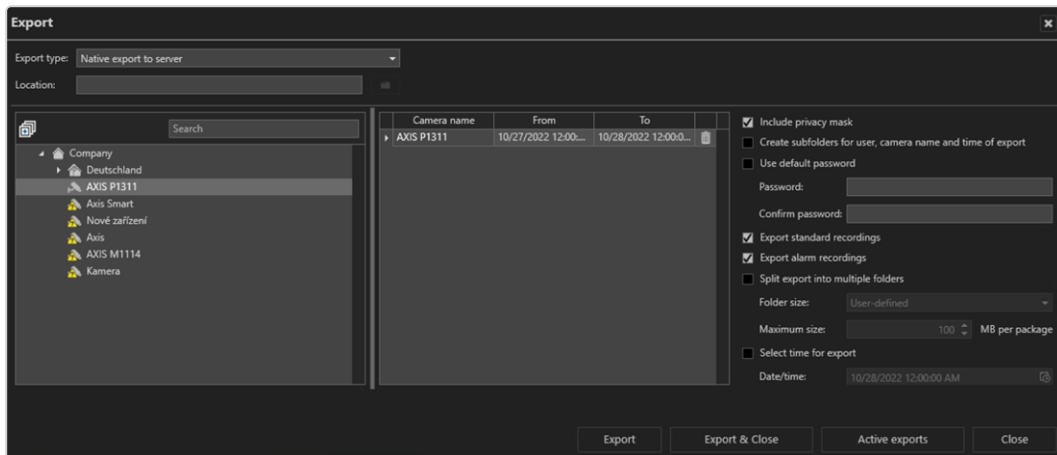 Export
Export type: Native export to server
Location:
Search
Company
Deutschland
AXIS P1311
Axis Smart
Nové zařízení
Axis
AXIS M1114
Kamera
Camera name From To
AXIS P1311 10/27/2022 12:00:... 10/28/2022 12:00:0...
Include privacy mask
Create subfolders for user, camera name and time of export
Use default password
Password:
Confirm password:
Export standard recordings
Export alarm recordings
Split export into multiple folders
Folder size: User-defined
Maximum size: 100 MB per package
Select time for export
Date/time: 10/28/2022 12:00:00 AM
Export Export & Close Active exports Close